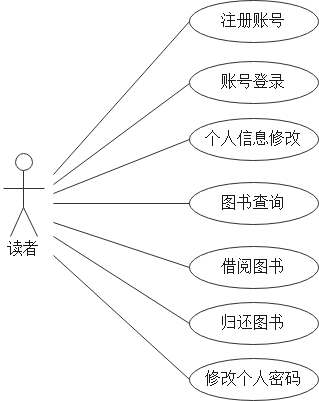 注册账号
账号登录
个人信息修改
图书查询
读者
借阅图书
归还图书
修改个人密码